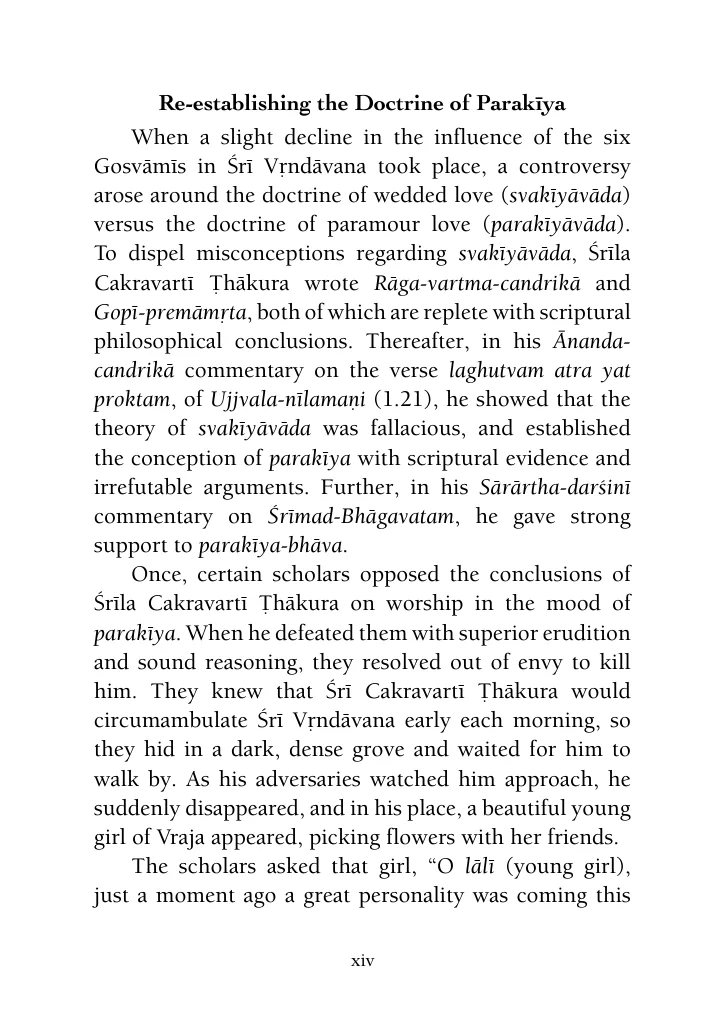 Re-establishing the Doctrine of Parakīya
When a slight decline in the influence of the six
Gosvāmīs in Śrī Vṛndāvana took place, a controversy
arose around the doctrine of wedded love (svakīyāvāda)
versus the doctrine of paramour love (parakīyāvāda).
To dispel misconceptions regarding svakīyāvāda, Śrīla
Cakravartī Ṭhākura wrote Rāga-vartma-candrikā and
Gopī-premāmṛta, both of which are replete with scriptural
philosophical conclusions. Thereafter, in his Ānanda-
candrikā commentary on the verse laghutvam atra yat
proktam, of Ujjvala-nīlamaṇi (1.21), he showed that the
theory of svakīyāvāda was fallacious, and established
the conception of parakīya with scriptural evidence and
irrefutable arguments. Further, in his Sārārtha-darśinī
commentary on Śrīmad-Bhāgavatam, he gave strong
support to parakīya-bhāva.
Once, certain scholars opposed the conclusions of
Śrīla Cakravartī Ṭhākura on worship in the mood of
parakīya. When he defeated them with superior erudition
and sound reasoning, they resolved out of envy to kill
him. They knew that Śrī Cakravartī Ṭhākura would
circumambulate Śrī Vṛndāvana early each morning, so
they hid in a dark, dense grove and waited for him to
walk by. As his adversaries watched him approach, he
suddenly disappeared, and in his place, a beautiful young
girl of Vraja appeared, picking flowers with her friends.
The scholars asked that girl, “O lālī (young girl),
just a moment ago a great personality was coming this
xiv